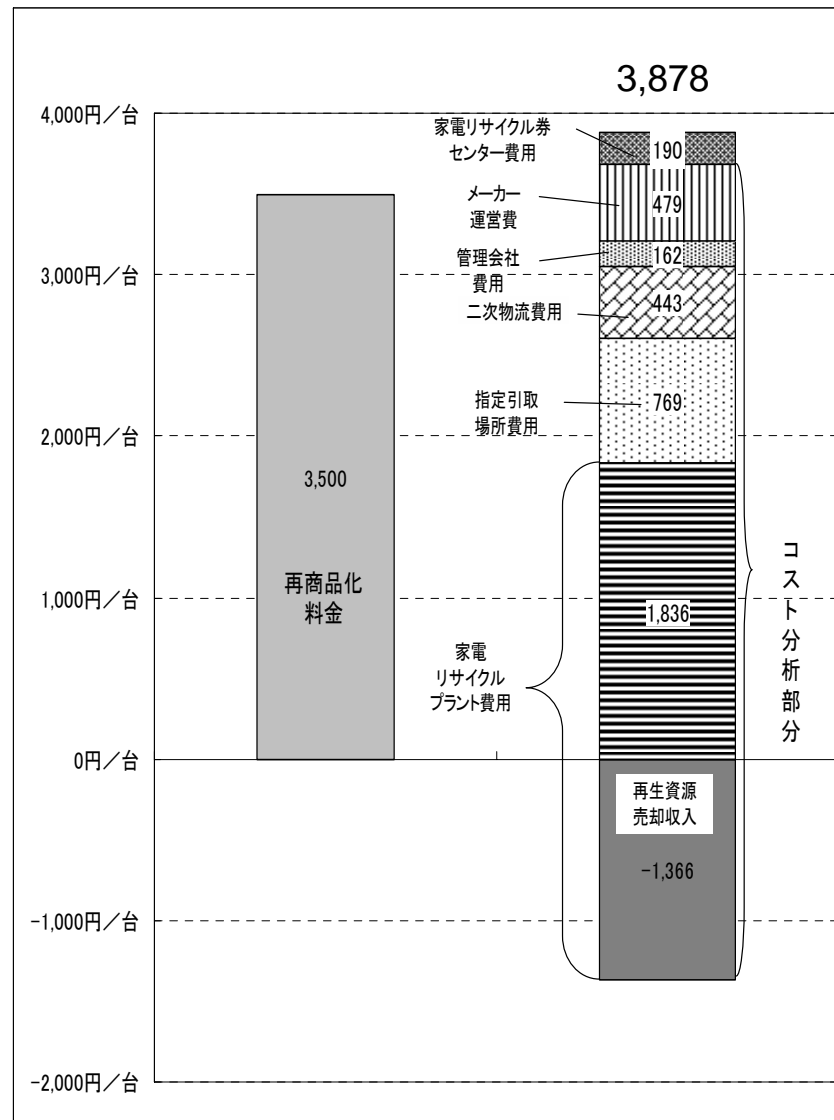 3,878
4,000円／台
3,000円／台
2,000円／台
1,000円／台
0円／台
-1,000円／台
-2,000円／台
3,500
再商品化
料金
家電リサイクル券
センター費用
メーカー
運営費
管理会社
費用
二次物流費用
指定引取
場所費用
家電
リサイクル
プラント費用
190
479
162
443
769
1,836
再生資源
売却収入
-1,366
コスト分析部分